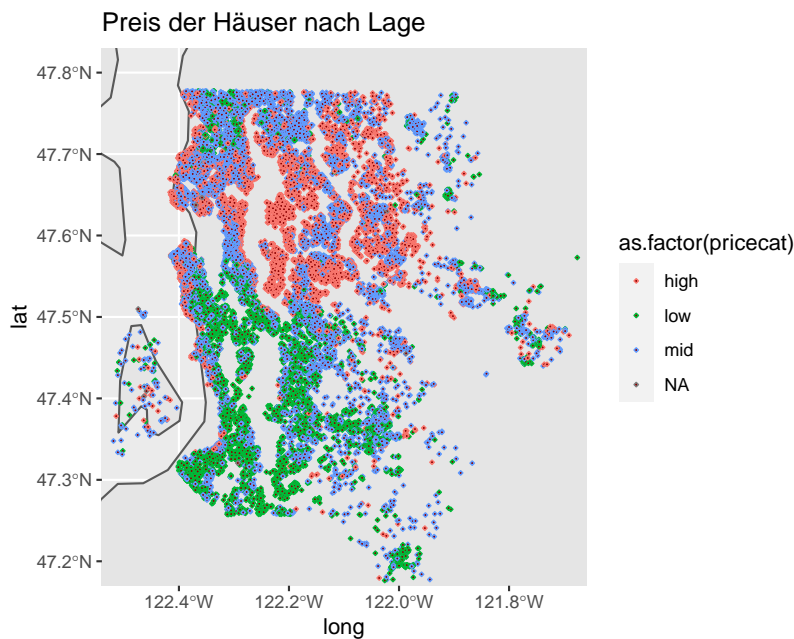 Preis der Häuser nach Lage
47.8°N
47.7°N
47.6°N
47.5°N
47.4°N
47.3°N
47.2°N
lat
122.4°W 122.2°W 122.0°W 121.8°W
long
as.factor(pricecat)
high
low
mid
NA